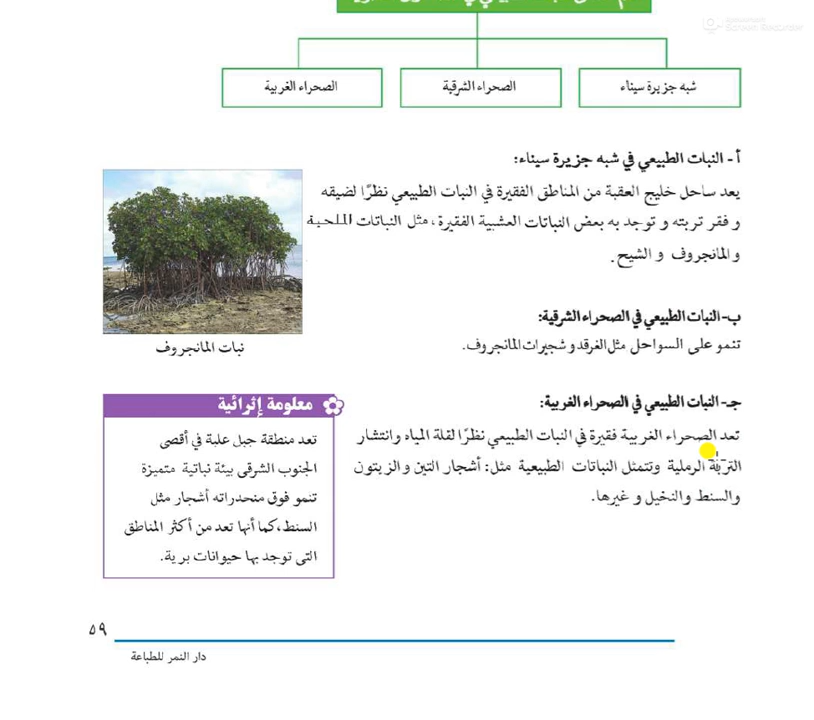 شبه جزيرة سيناء
الصحراء الشرقية
الصحراء الغربية
أ- النبات الطبيعي في شبه جزيرة سيناء:
يعد ساحل خليج العقبة من المناطق الفقيرة في النبات الطبيعي نظرًا لضيقه
و فقر تربته و توجد به بعض النباتات العشبية الفقيرة، مثل النباتات الملحية
والمانجروف و الشيح.
نبات المانجروف
ب- النبات الطبيعي في الصحراء الشرقية:
تنمو على السواحل مثل الغرقد و شجيرات المانجروف.
جـ- النبات الطبيعي في الصحراء الغربية:
تعد الصحراء الغربية فقيرة في النبات الطبيعي نظرًا لقلة المياه وانتشار
التربة الرملية وتتمثل النباتات الطبيعية مثل: أشجار التين والزيتون
والسنط والنخيل و غيرها.
معلومة إثرائية
تعد منطقة جبل علبة في أقصى
الجنوب الشرقى بيئة نباتية متميزة
تنمو فوق منحدراته أشجار مثل
السنط،كما أنها تعد من أكثر المناطق
التى توجد بها حيوانات برية.
٥٩
دار النمر للطباعة